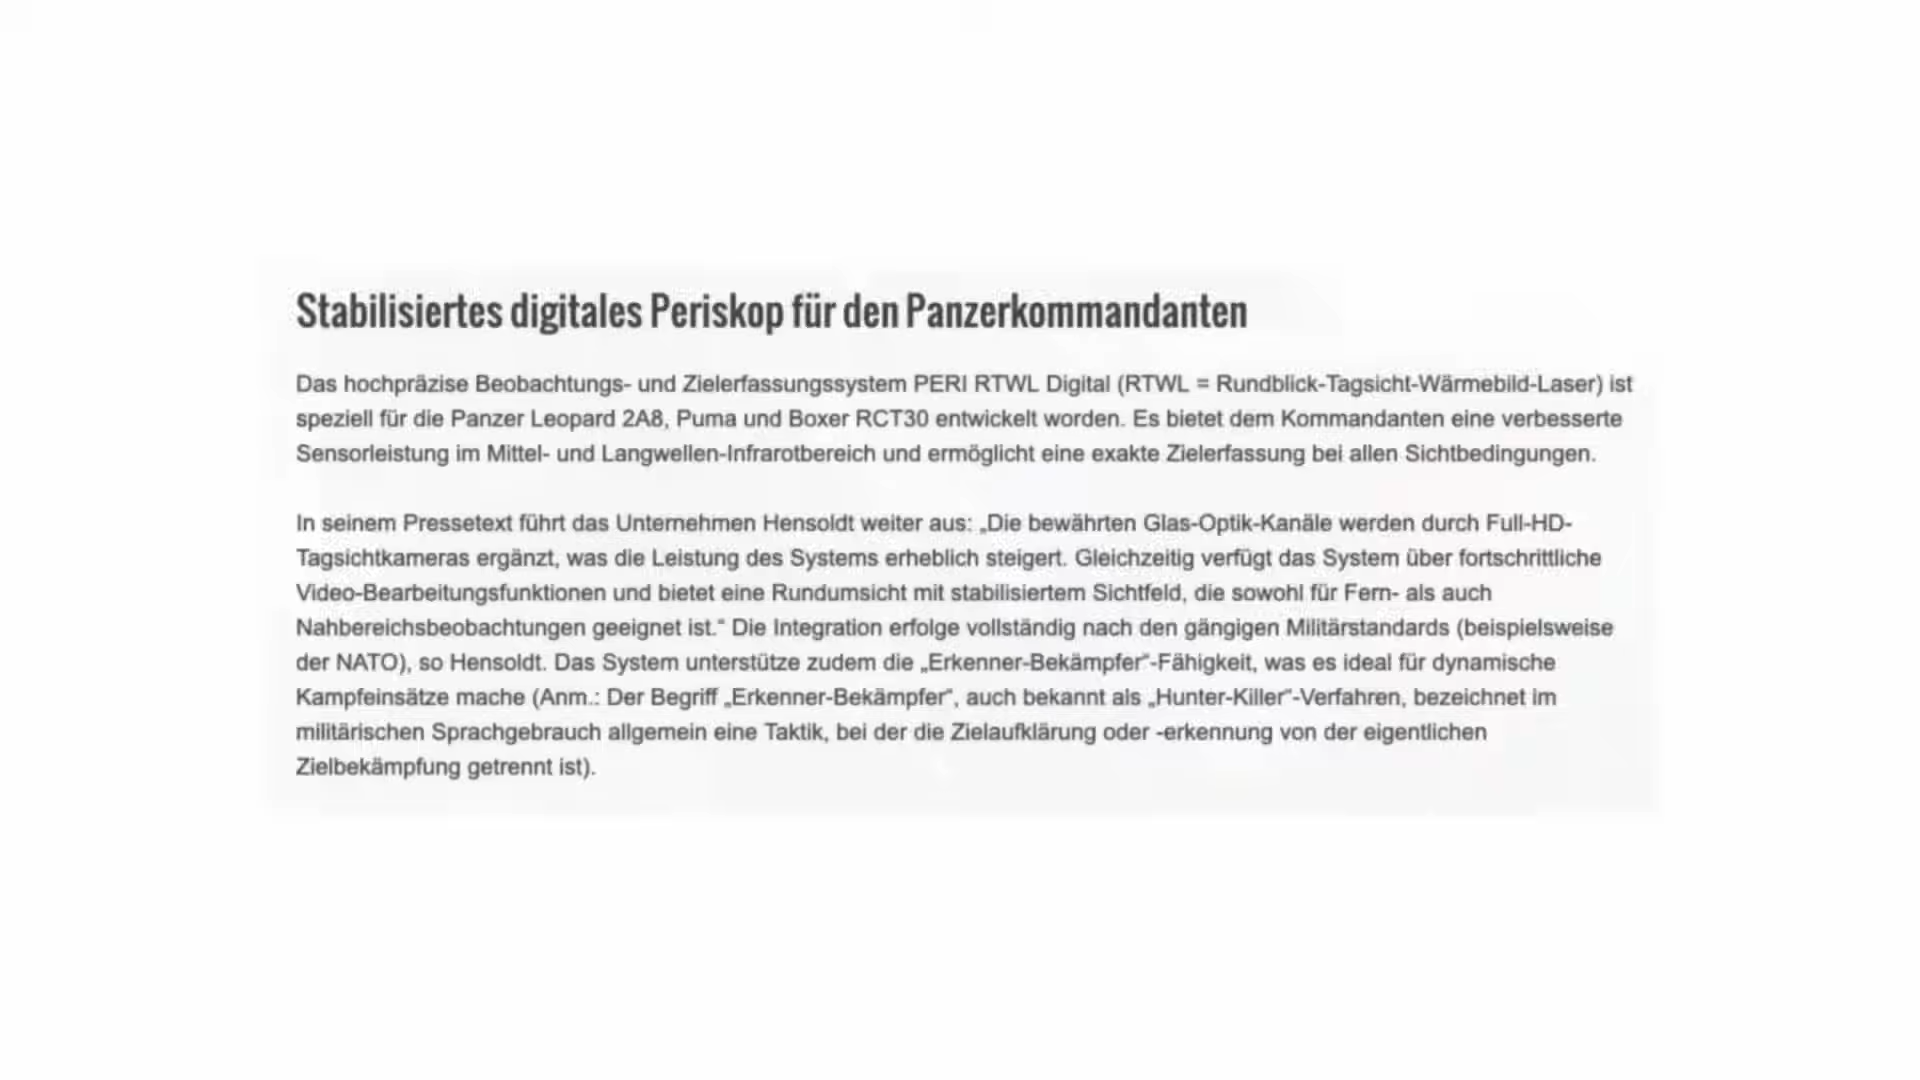 Stabilisiertes digitales Periskop für den Panzerkommandanten
Das hochpräzise Beobachtungs- und Zielerfassungssystem PERI RTWL Digital (RTWL = Rundblick-Tagsicht-Wärmebild-Laser) ist
speziell für die Panzer Leopard 2A8, Puma und Boxer RCT30 entwickelt worden. Es bietet dem Kommandanten eine verbesserte
Sensorleistung im Mittel- und Langwellen-Infrarotbereich und ermöglicht eine exakte Zielerfassung bei allen Sichtbedingungen.
In seinem Pressetext führt das Unternehmen Hensoldt weiter aus: „Die bewährten Glas-Optik-Kanäle werden durch Full-HD-
Tagsichtkameras ergänzt, was die Leistung des Systems erheblich steigert. Gleichzeitig verfügt das System über fortschrittliche
Video-Bearbeitungsfunktionen und bietet eine Rundumsicht mit stabilisiertem Sichtfeld, die sowohl für Fern- als auch
Nahbereichsbeobachtungen geeignet ist.“ Die Integration erfolge vollständig nach den gängigen Militärstandards (beispielsweise
der NATO), so Hensoldt. Das System unterstütze zudem die „Erkenner-Bekämpfer“-Fähigkeit, was es ideal für dynamische
Kampfeinsätze mache (Anm.: Der Begriff „Erkenner-Bekämpfer“, auch bekannt als „Hunter-Killer“-Verfahren, bezeichnet im
militärischen Sprachgebrauch allgemein eine Taktik, bei der die Zielaufklärung oder -erkennung von der eigentlichen
Zielbekämpfung getrennt ist).